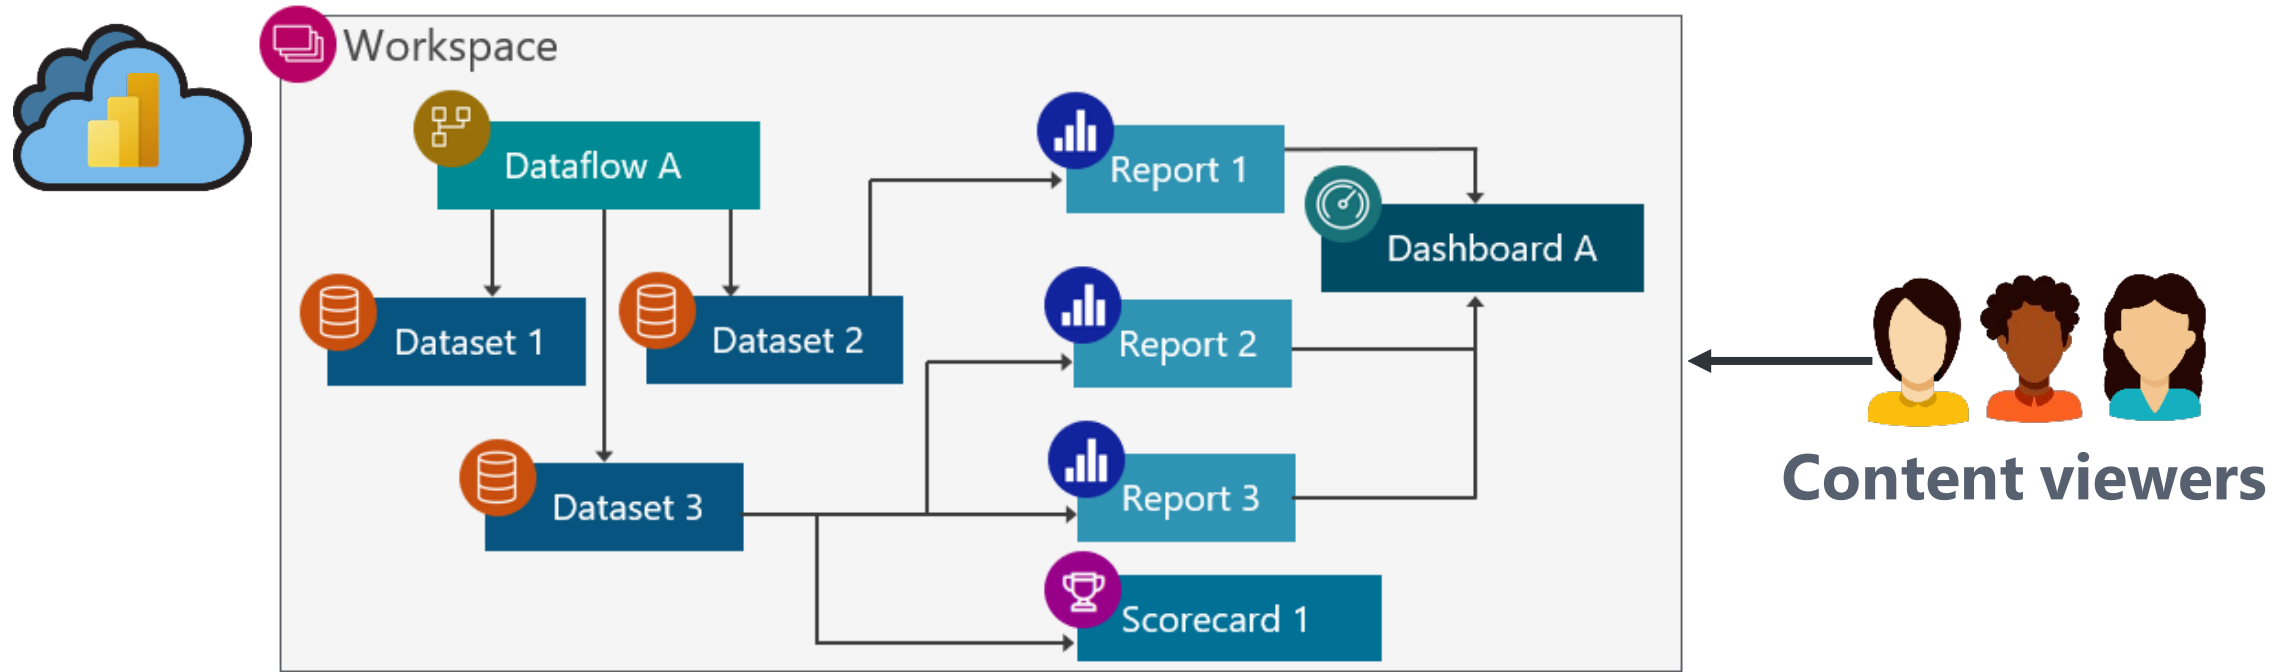 Workspace
Dataflow A
Report 1
Dashboard A
Dataset 1
Dataset 2
Report 2
Dataset 3
Report 3
Scorecard 1
Content viewers